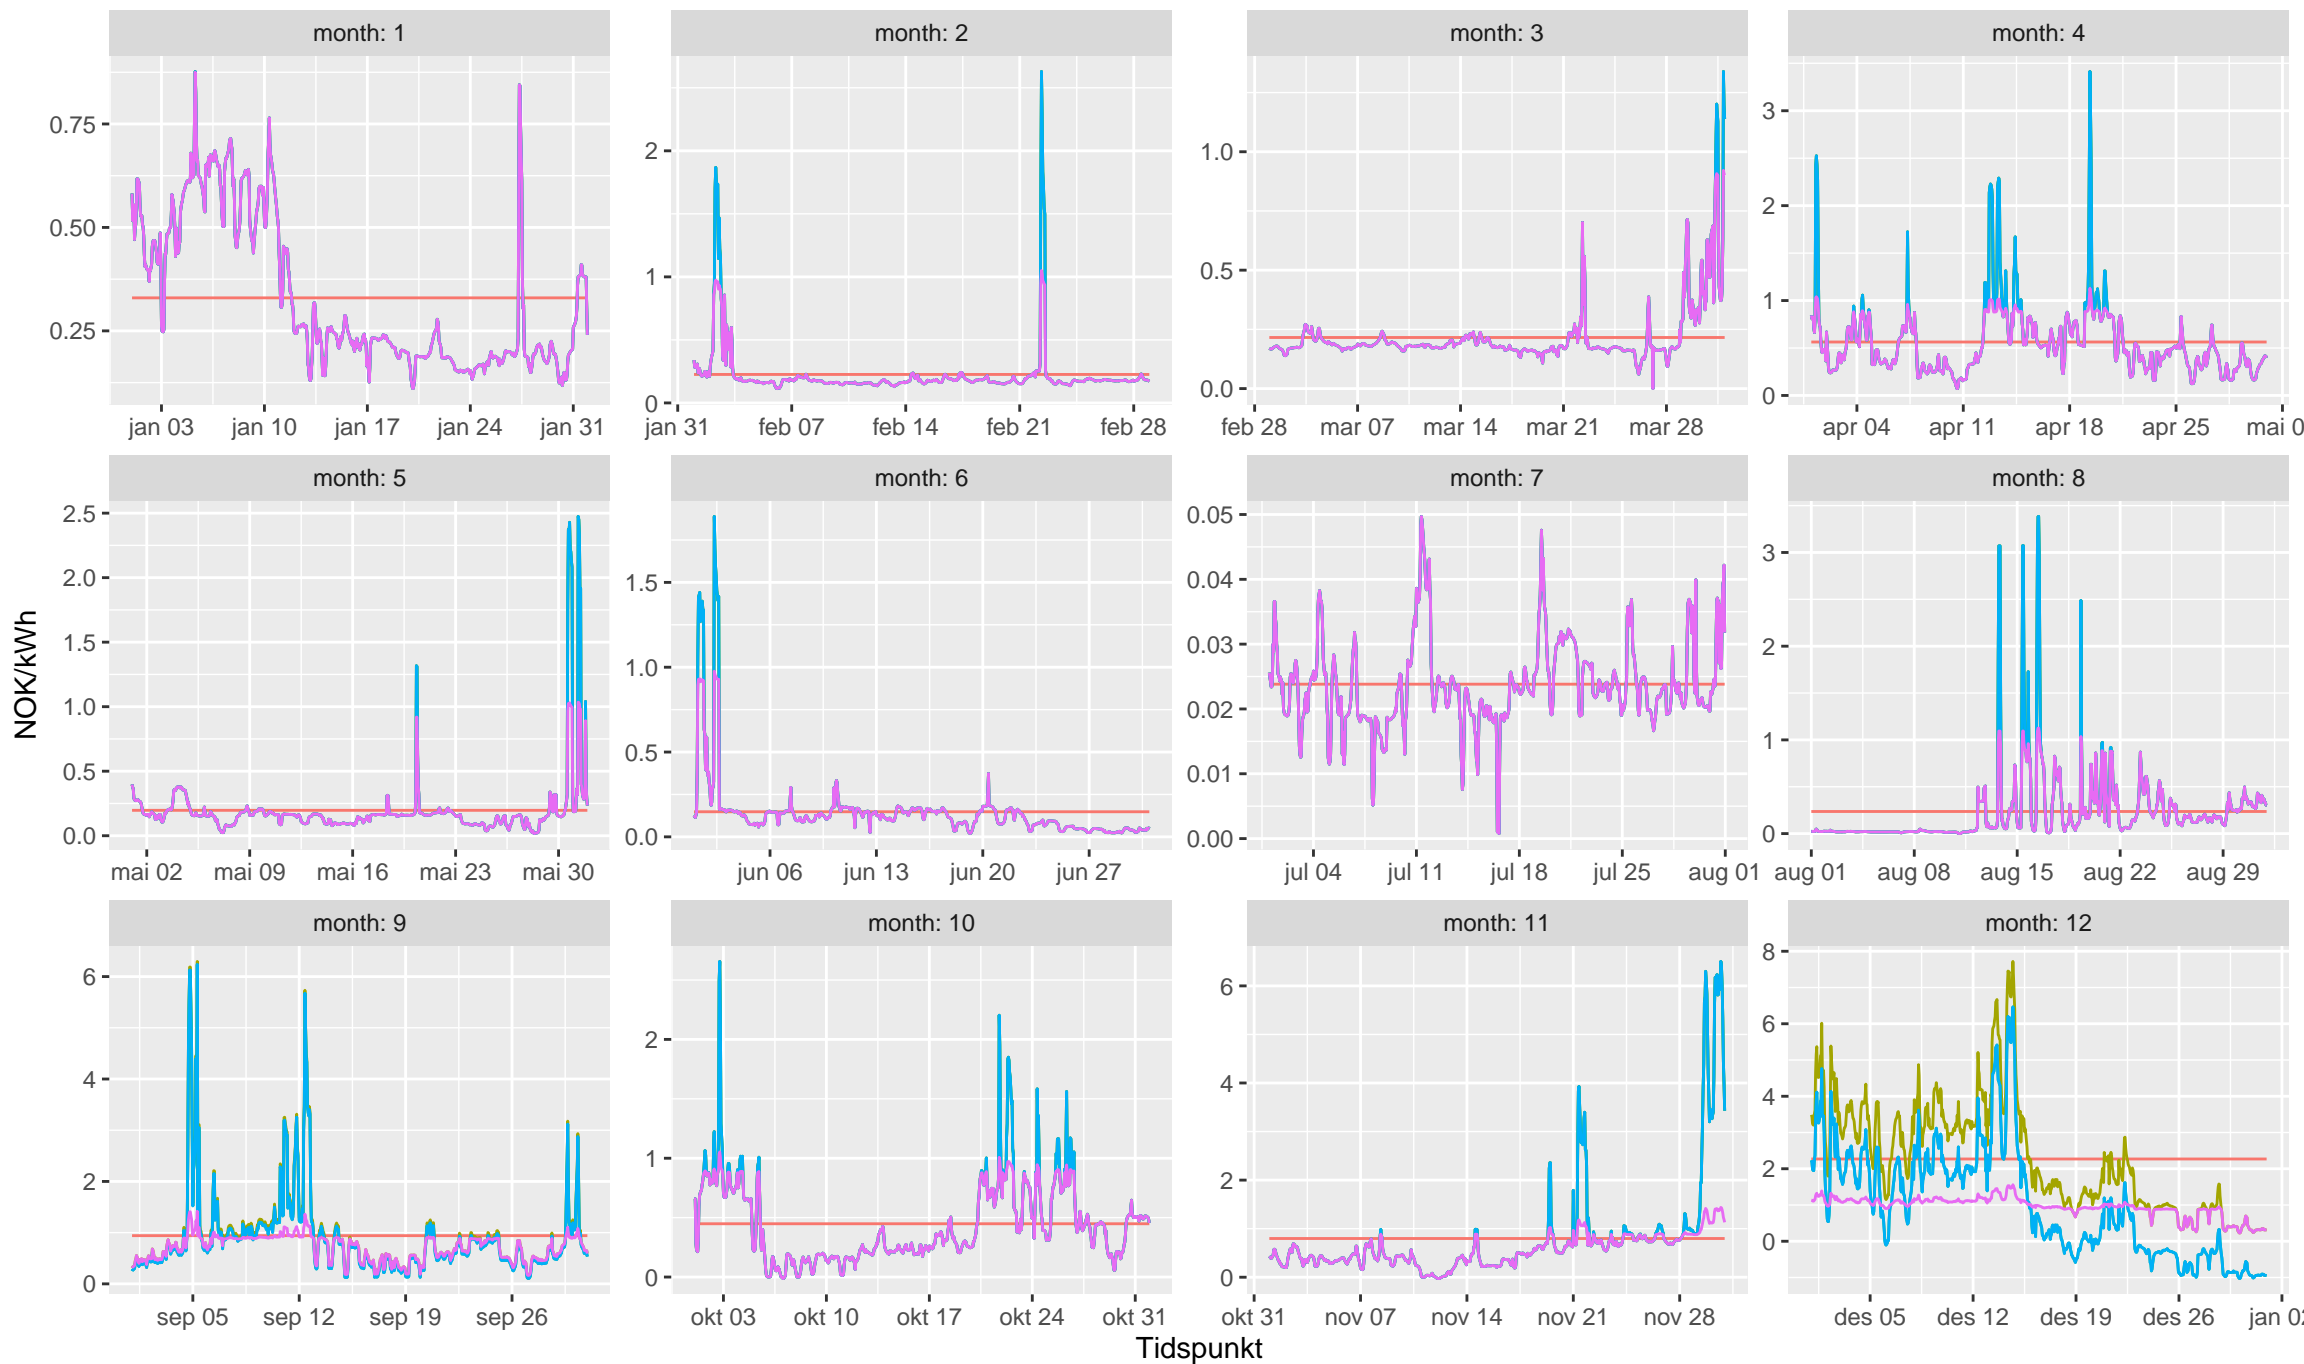 month: 1
month: 2
month: 3
month: 4
0.75
0.50
0.25
2
1
0
1.0
0.5
0.0
3
2
1
0
jan 03 jan 10 jan 17 jan 24 jan 31
jan 31 feb 07 feb 14 feb 21 feb 28
feb 28 mar 07 mar 14 mar 21 mar 28
apr 04 apr 11 apr 18 apr 25 mai 0
month: 5
month: 6
month: 7
month: 8
NOK/kWh
2.5
2.0
1.5
1.0
0.5
0.0
1.5
1.0
0.5
0.0
0.05
0.04
0.03
0.02
0.01
0.00
3
2
1
0
mai 02 mai 09 mai 16 mai 23 mai 30
jun 06 jun 13 jun 20 jun 27
jul 04 jul 11 jul 18 jul 25 aug 01
aug 01 aug 08 aug 15 aug 22 aug 29
month: 9
month: 10
month: 11
month: 12
6
4
2
0
2
1
0
6
4
2
0
8
6
4
2
0
sep 05 sep 12 sep 19 sep 26
okt 03 okt 10 okt 17 okt 24 okt 31
okt 31 nov 07 nov 14 nov 21 nov 28
des 05 des 12 des 19 des 26 jan 02
Tidspunkt